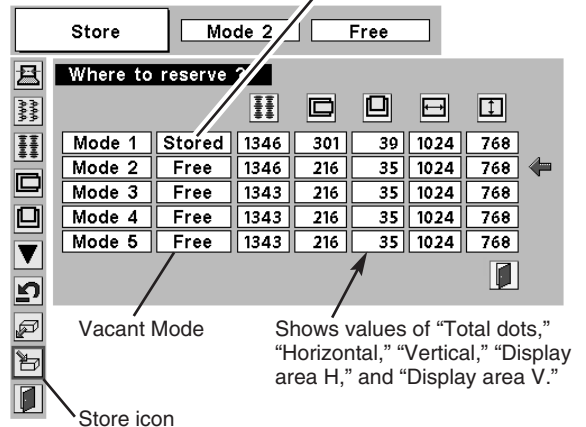 Store Mode 2 Free
Where to reserve ?
Mode 1 Stored 1346 301 39 1024 768
Mode 2 Free 1346 216 35 1024 768
Mode 3 Free 1343 216 35 1024 768
Mode 4 Free 1343 216 35 1024 768
Mode 5 Free 1343 216 35 1024 768
Vacant Mode
Shows values of “Total dots,”
“Horizontal,” “Vertical,” “Display
area H,” and “Display area V.”
Store icon